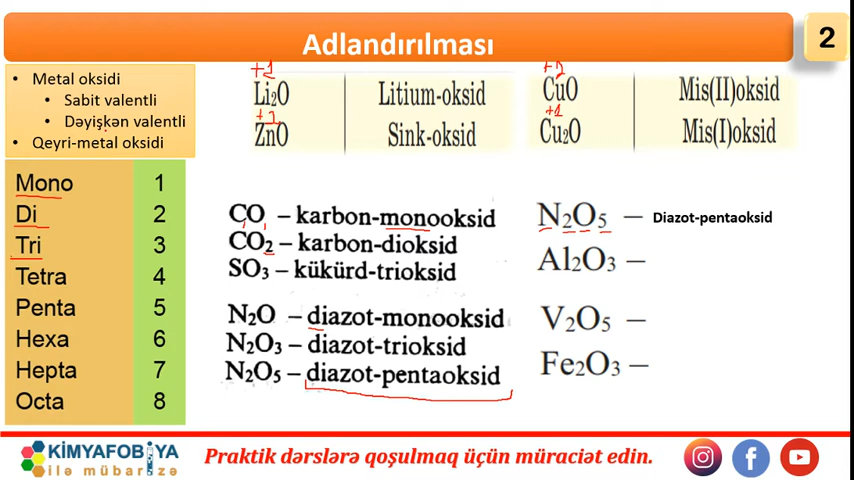 Adlandırılması
2
Metal oksidi
Sabit valentli
Dəyişkən valentli
Qeyri-metal oksidi
+1
Li₂O Litium-oksid
+2
ZnO Sink-oksid
+2
CuO Mis(II)oksid
+1
Cu₂O Mis(I)oksid
Mono 1
Di 2
Tri 3
Tetra 4
Penta 5
Hexa 6
Hepta 7
Octa 8
CO – karbon-monooksid
CO₂ – karbon-dioksid
SO₃ – kükürd-trioksid
N₂O – diazot-monooksid
N₂O₃ – diazot-trioksid
N₂O₅ – diazot-pentaoksid
N₂O₅ — Diazot-pentaoksid
Al₂O₃ —
V₂O₅ —
Fe₂O₃ —
KİMYAFOBİYA
ilə mübarizə
Praktik dərslərə qoşulmaq üçün müraciət edin.